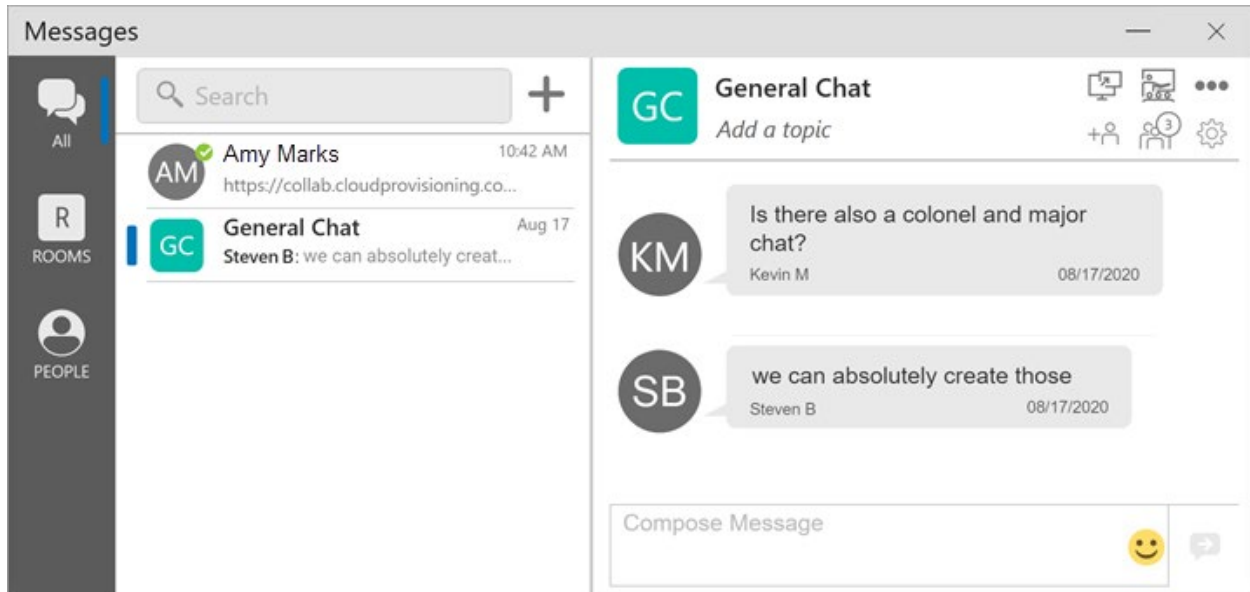 Messages
All
R
ROOMS
PEOPLE
Search
AM
Amy Marks
10:42 AM
https://collab.cloudprovisioning.co...
GC
General Chat
Aug 17
Steven B: we can absolutely creat...
GC
General Chat
Add a topic
3
KM
Is there also a colonel and major
chat?
Kevin M
08/17/2020
SB
we can absolutely create those
Steven B
08/17/2020
Compose Message